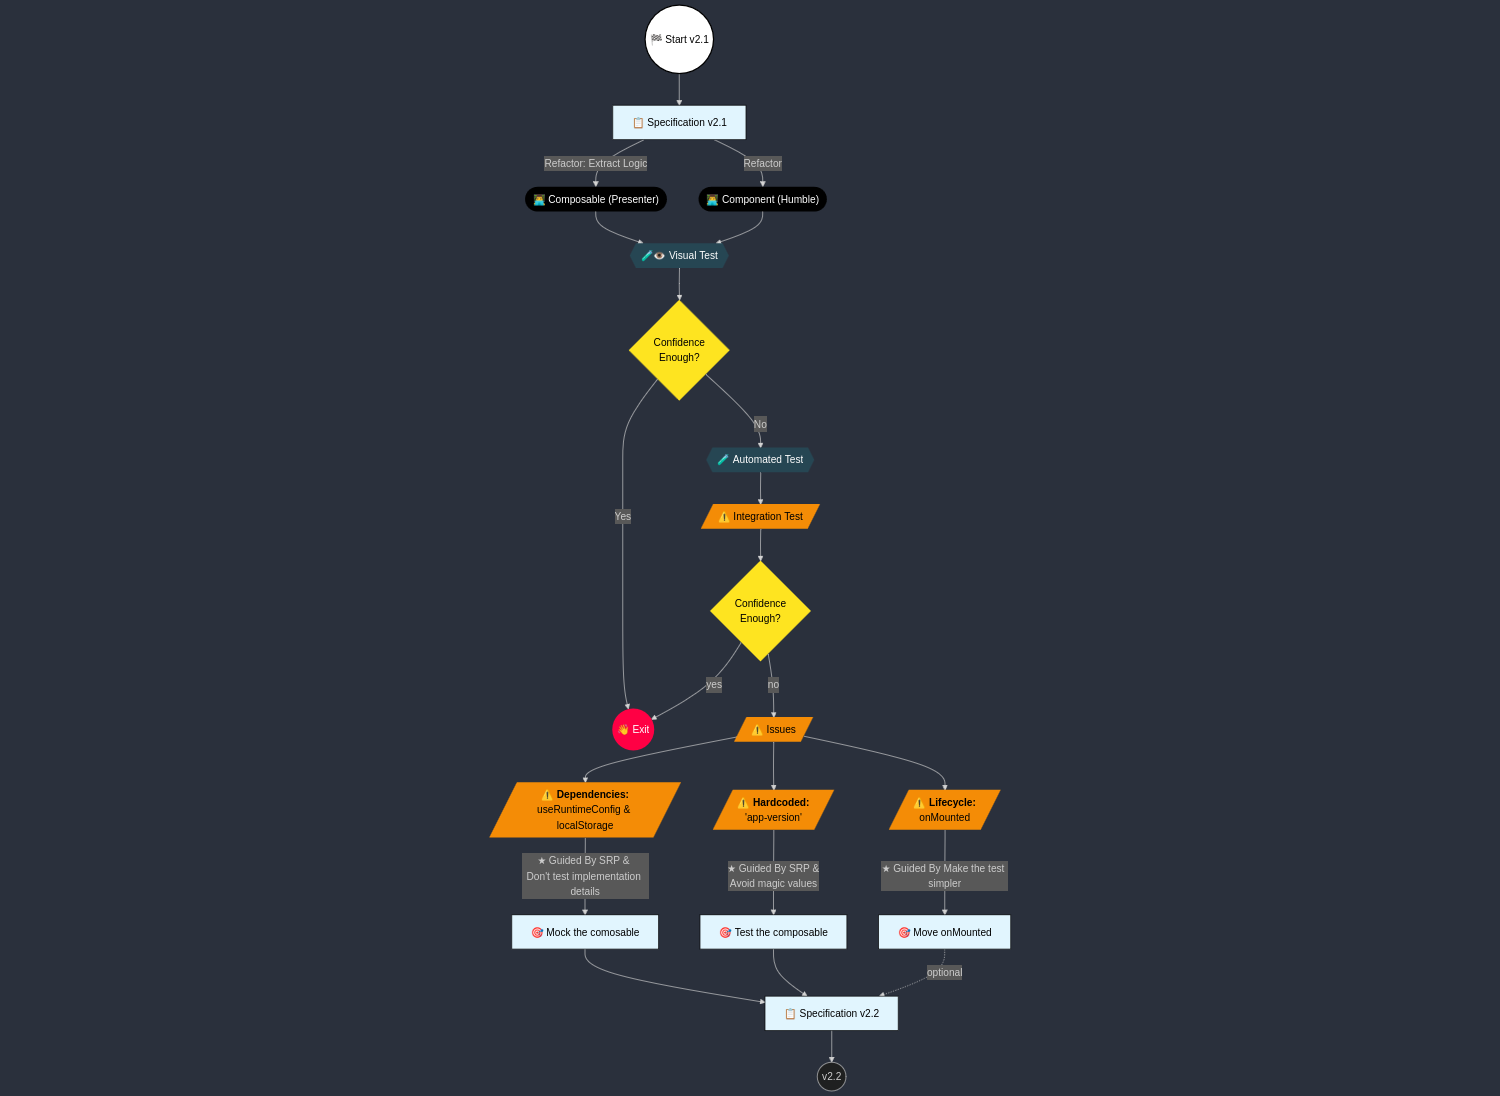 🏁 Start v2.1
📋 Specification v2.1
Refactor: Extract Logic
Refactor
👨🏽‍💻 Composable (Presenter)
👨🏽‍💻 Component (Humble)
🧪👁️ Visual Test
Confidence
Enough?
No
🧪 Automated Test
Yes
⚠️ Integration Test
Confidence
Enough?
yes
no
👋 Exit
⚠️ Issues
⚠️ Dependencies:
useRuntimeConfig &
localStorage
⚠️ Hardcoded:
'app-version'
⚠️ Lifecycle:
onMounted
★ Guided By SRP &
Don't test implementation
details
★ Guided By SRP &
Avoid magic values
★ Guided By Make the test
simpler
🎯 Mock the comosable
🎯 Test the composable
🎯 Move onMounted
optional
📋 Specification v2.2
v2.2